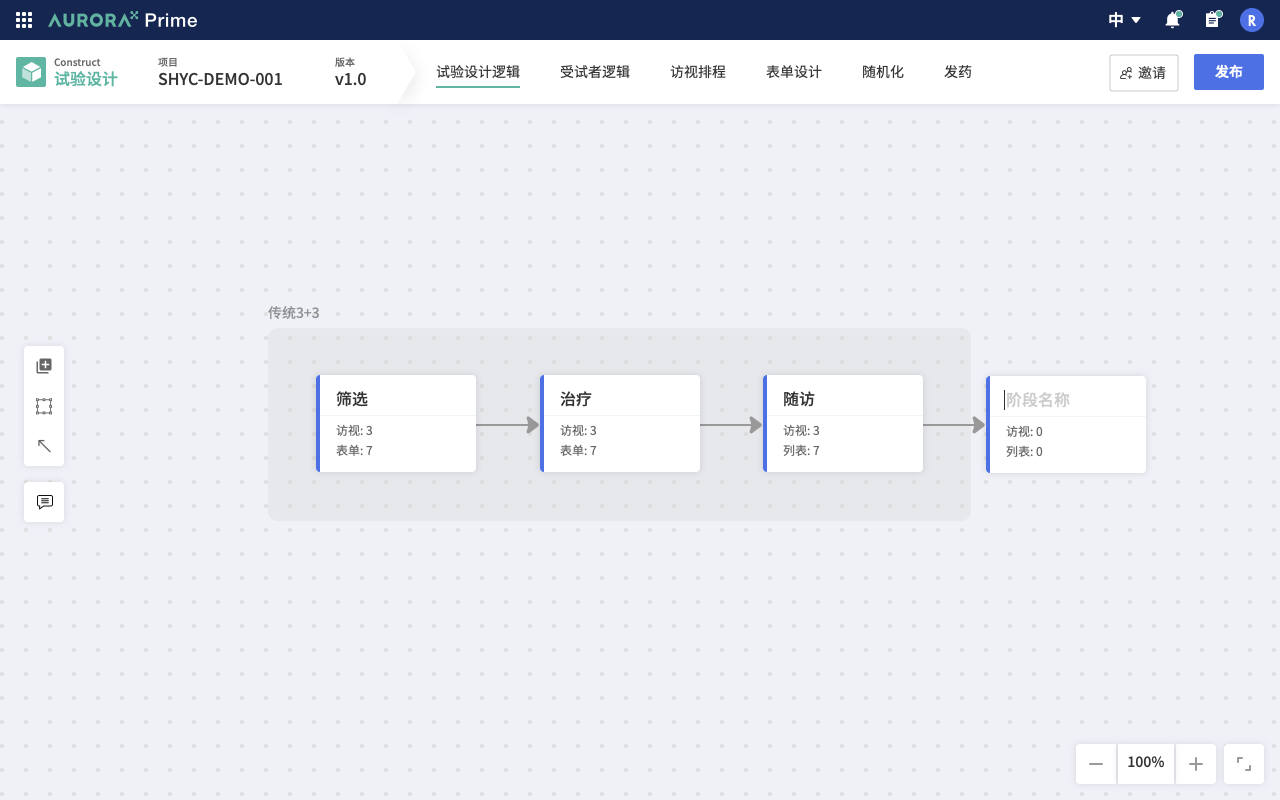 AURORA Prime
中
R
Construct
试验设计
项目
SHYC-DEMO-001
版本
v1.0
试验设计逻辑
受试者逻辑
访视排程
表单设计
随机化
发药
邀请
发布
传统3+3
筛选
访视: 3
表单: 7
治疗
访视: 3
表单: 7
随访
访视: 3
列表: 7
阶段名称
访视: 0
列表: 0
100%